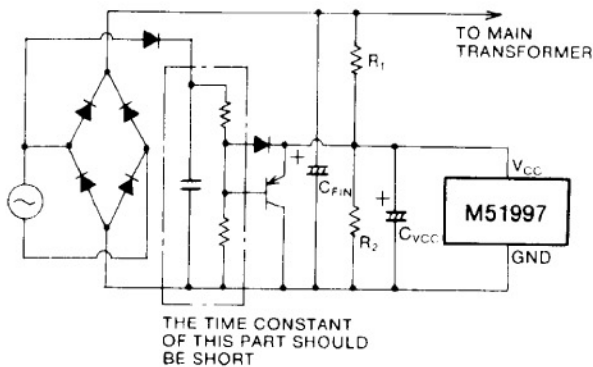 TO MAIN
TRANSFORMER
R1
CFIN
VCC
M51997
R2
CVCC
GND
THE TIME CONSTANT
OF THIS PART SHOULD
BE SHORT